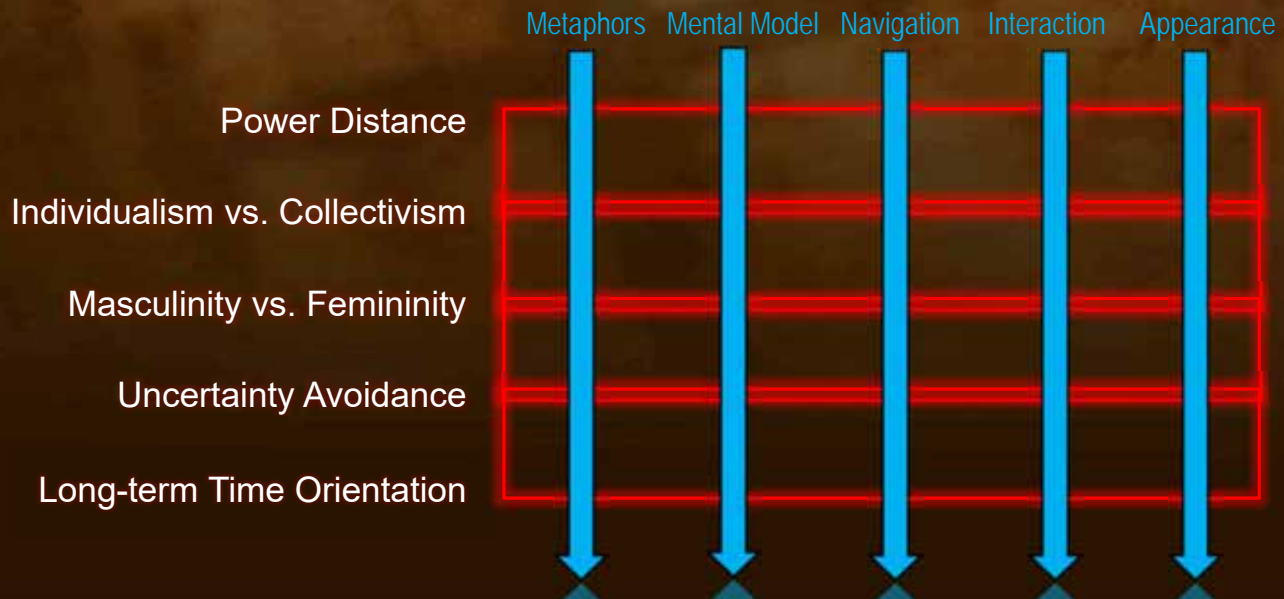 Metaphors Mental Model Navigation Interaction Appearance
Power Distance
Individualism vs. Collectivism
Masculinity vs. Femininity
Uncertainty Avoidance
Long-term Time Orientation